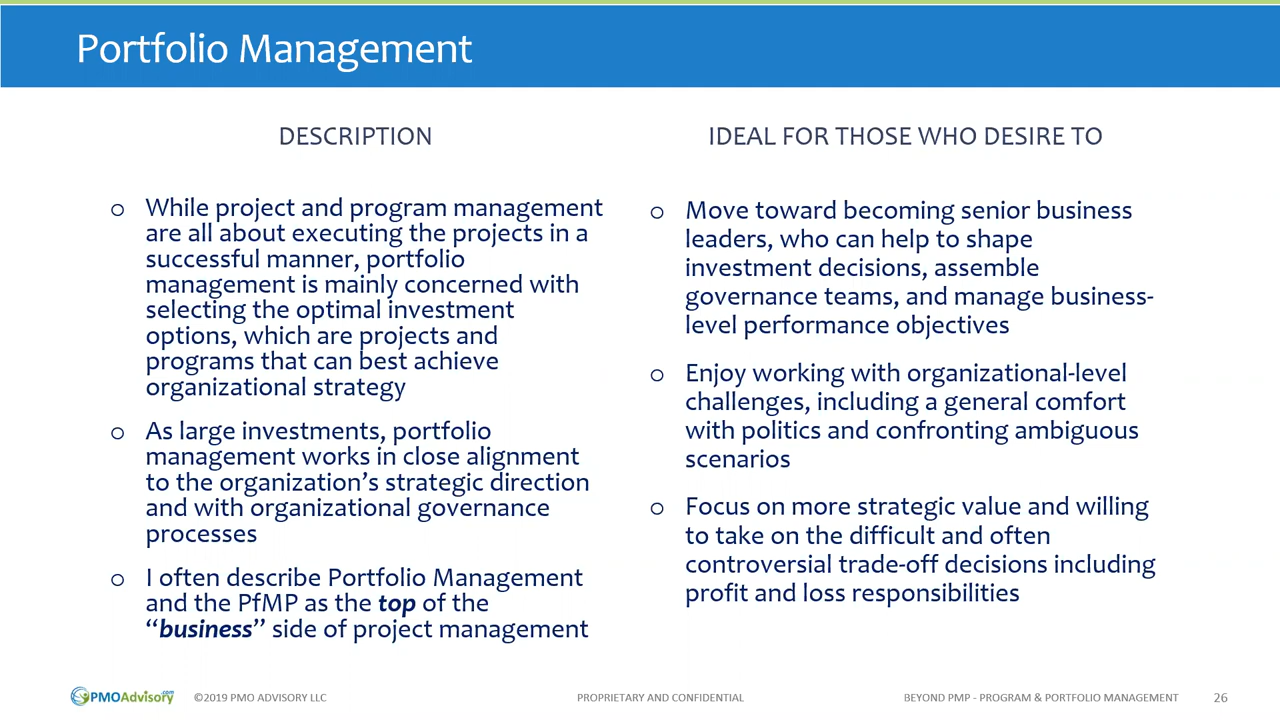 Portfolio Management
DESCRIPTION
o While project and program management
are all about executing the projects in a
successful manner, portfolio
management is mainly concerned with
selecting the optimal investment
options, which are projects and
programs that can best achieve
organizational strategy
o As large investments, portfolio
management works in close alignment
to the organization’s strategic direction
and with organizational governance
processes
o I often describe Portfolio Management
and the PfMP as the top of the
“business” side of project management
IDEAL FOR THOSE WHO DESIRE TO
o Move toward becoming senior business
leaders, who can help to shape
investment decisions, assemble
governance teams, and manage business-
level performance objectives
o Enjoy working with organizational-level
challenges, including a general comfort
with politics and confronting ambiguous
scenarios
o Focus on more strategic value and willing
to take on the difficult and often
controversial trade-off decisions including
profit and loss responsibilities
PMOAdvisory.com
©2019 PMO ADVISORY LLC
PROPRIETARY AND CONFIDENTIAL
BEYOND PMP - PROGRAM & PORTFOLIO MANAGEMENT
26